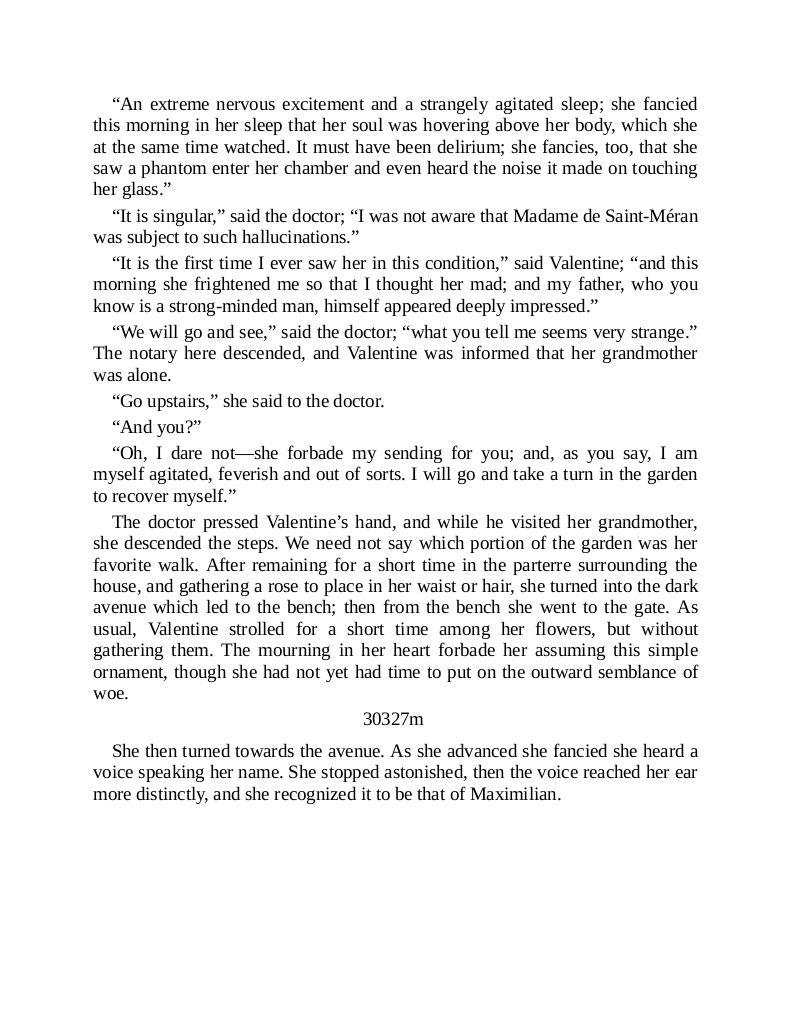 “An extreme nervous excitement and a strangely agitated sleep; she fancied
this morning in her sleep that her soul was hovering above her body, which she
at the same time watched. It must have been delirium; she fancies, too, that she
saw a phantom enter her chamber and even heard the noise it made on touching
her glass.”
“It is singular,” said the doctor; “I was not aware that Madame de Saint-Méran
was subject to such hallucinations.”
“It is the first time I ever saw her in this condition,” said Valentine; “and this
morning she frightened me so that I thought her mad; and my father, who you
know is a strong-minded man, himself appeared deeply impressed.”
“We will go and see,” said the doctor; “what you tell me seems very strange.”
The notary here descended, and Valentine was informed that her grandmother
was alone.
“Go upstairs,” she said to the doctor.
“And you?”
“Oh, I dare not—she forbade my sending for you; and, as you say, I am
myself agitated, feverish and out of sorts. I will go and take a turn in the garden
to recover myself.”
The doctor pressed Valentine’s hand, and while he visited her grandmother,
she descended the steps. We need not say which portion of the garden was her
favorite walk. After remaining for a short time in the parterre surrounding the
house, and gathering a rose to place in her waist or hair, she turned into the dark
avenue which led to the bench; then from the bench she went to the gate. As
usual, Valentine strolled for a short time among her flowers, but without
gathering them. The mourning in her heart forbade her assuming this simple
ornament, though she had not yet had time to put on the outward semblance of
woe.
30327m
She then turned towards the avenue. As she advanced she fancied she heard a
voice speaking her name. She stopped astonished, then the voice reached her ear
more distinctly, and she recognized it to be that of Maximilian.